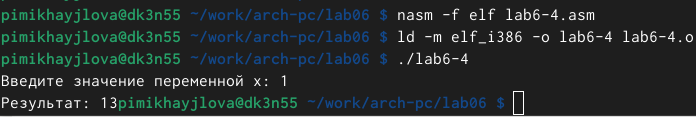 pimikhayjlova@dk3n55 ~/work/arch-pc/lab06 $ nasm -f elf lab6-4.asm
pimikhayjlova@dk3n55 ~/work/arch-pc/lab06 $ ld -m elf_i386 -o lab6-4 lab6-4.o
pimikhayjlova@dk3n55 ~/work/arch-pc/lab06 $ ./lab6-4
Введите значение переменной x: 1
Результат: 13pimikhayjlova@dk3n55 ~/work/arch-pc/lab06 $